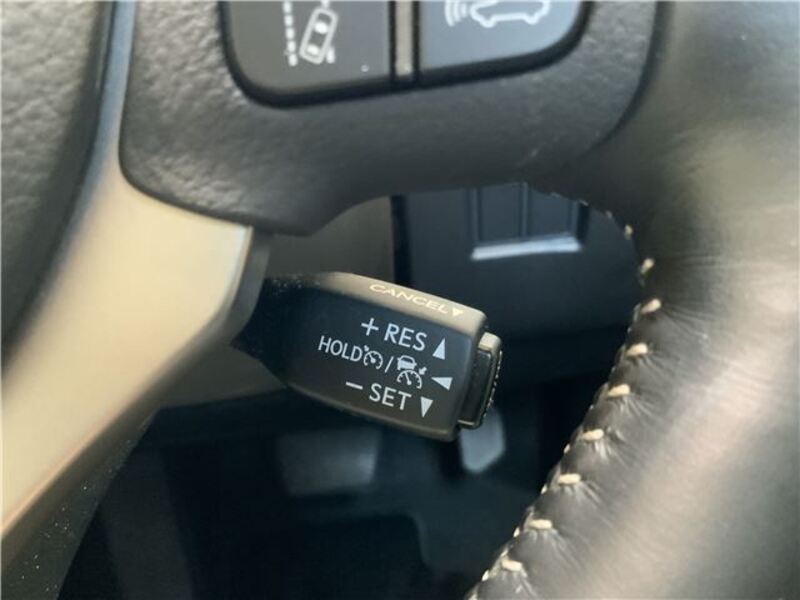 CANCEL▼
+ RES ▲
HOLD /
− SET ▼